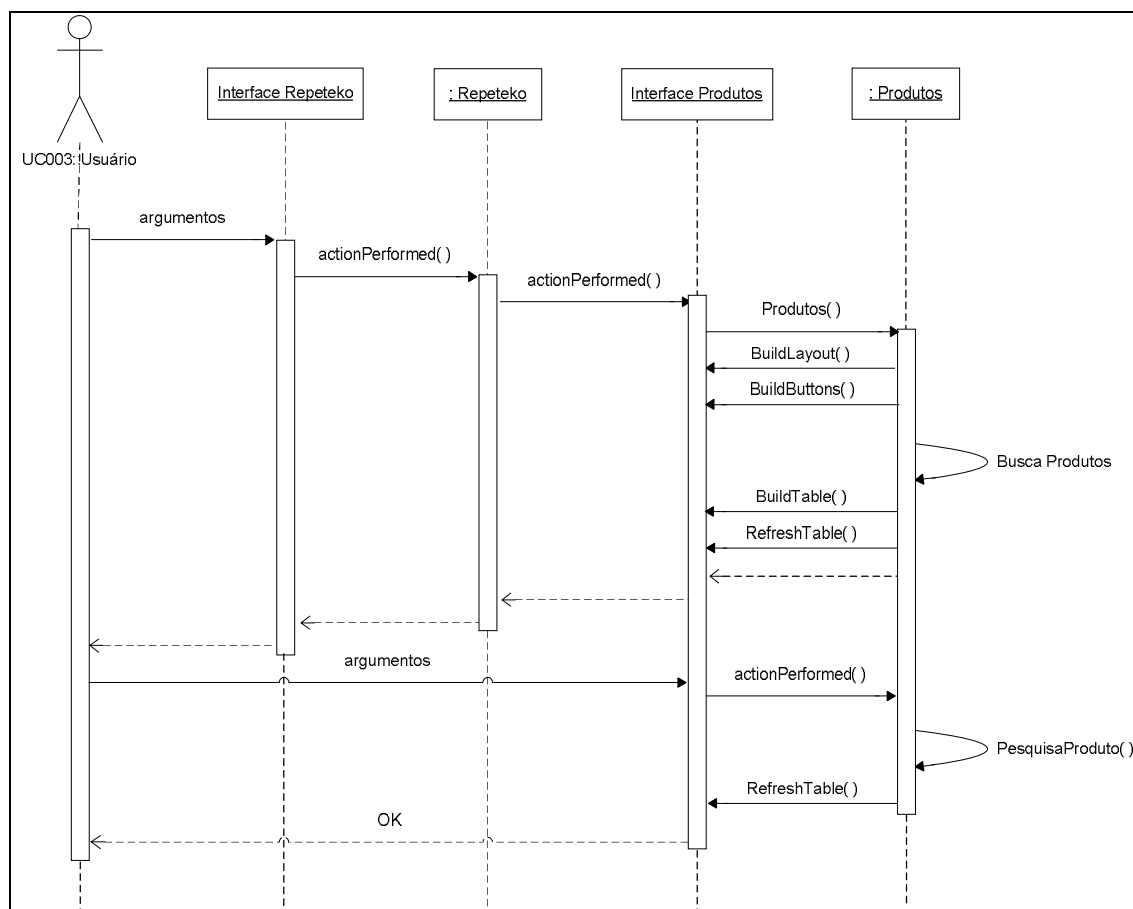 Interface Repeteko
: Repeteko
Interface Produtos
: Produtos
UC003: Usuário
argumentos
actionPerformed( )
actionPerformed( )
Produtos( )
BuildLayout( )
BuildButtons( )
Busca Produtos
BuildTable( )
RefreshTable( )
argumentos
actionPerformed( )
PesquisaProduto( )
RefreshTable( )
OK